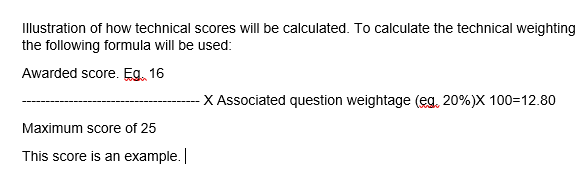 Illustration of how technical scores will be calculated. To calculate the technical weighting
the following formula will be used:
Awarded score. Eg. 16
--------------------------------------- X Associated question weightage (eg. 20%)X 100=12.80
Maximum score of 25
This score is an example.